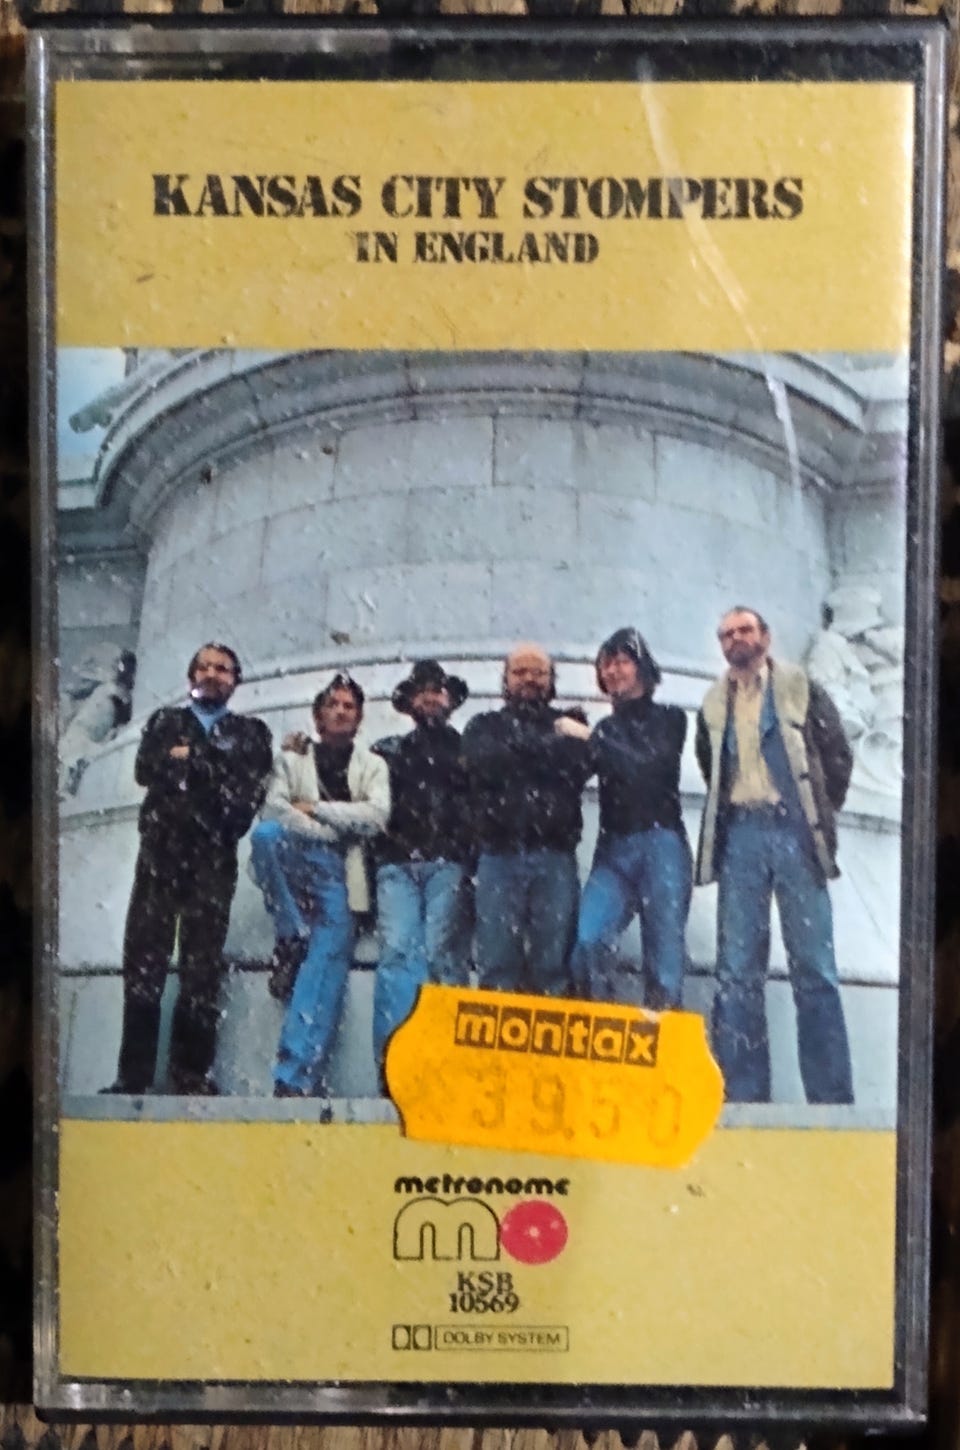 KANSAS CITY STOMPERS
IN ENGLAND
montax
39.50
metronome
KSB
10569
DOLBY SYSTEM